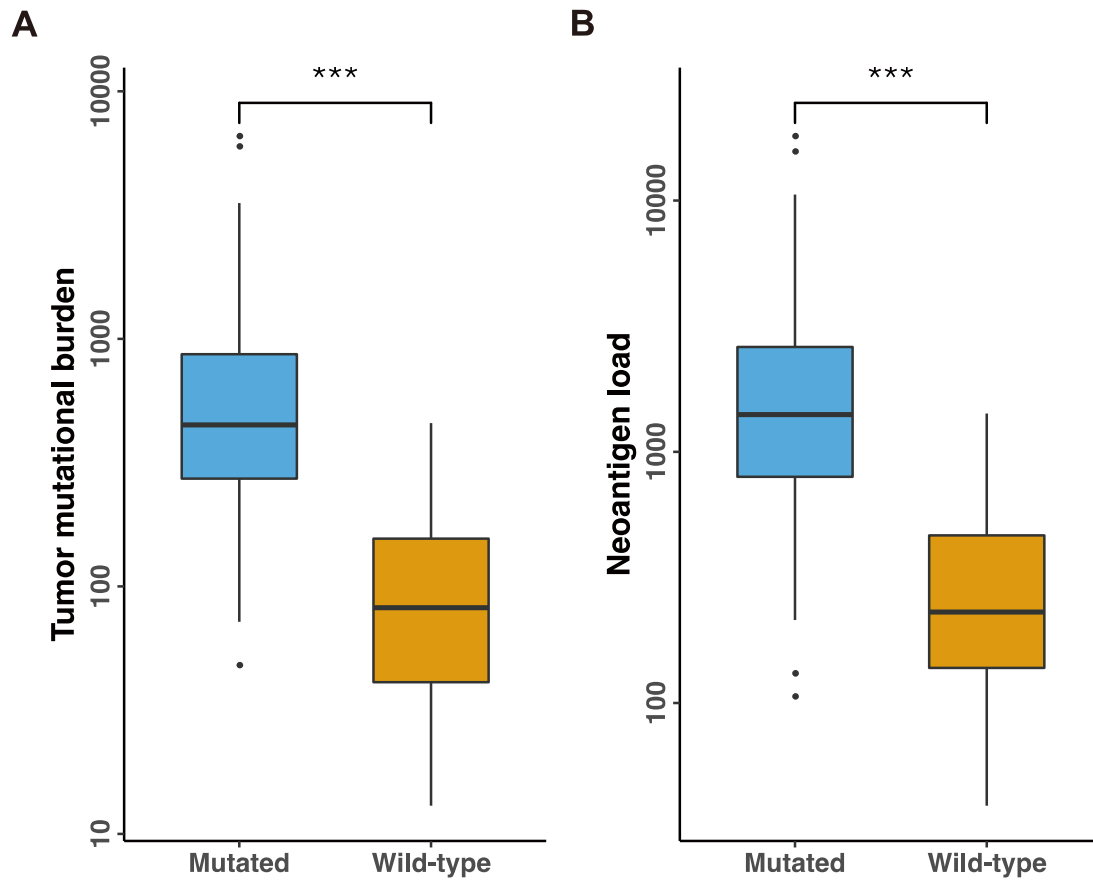 A
***
Tumor mutational burden
10000
1000
100
10
Mutated Wild-type
B
***
Neoantigen load
10000
1000
100
Mutated Wild-type